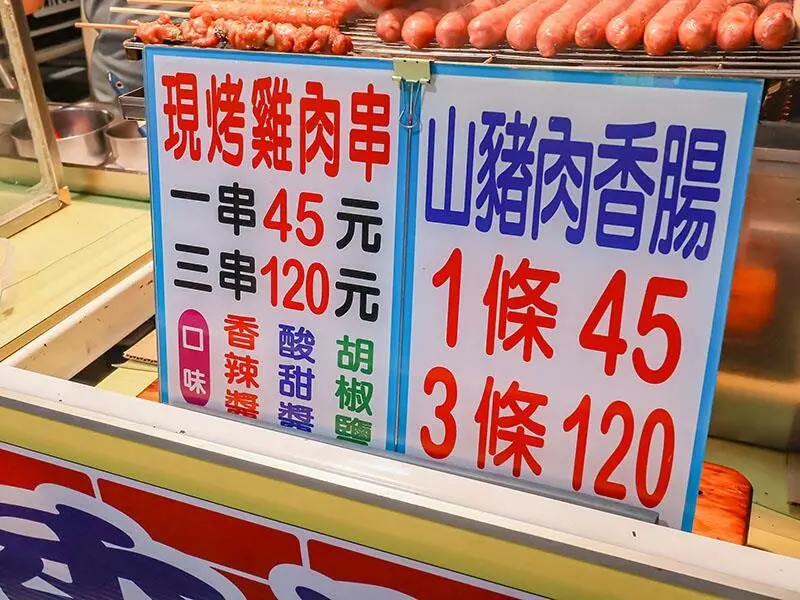 現烤雞肉串
一串45元
三串120元
口味
香辣醬
酸甜醬
胡椒鹽
山豬肉香腸
1條45
3條120